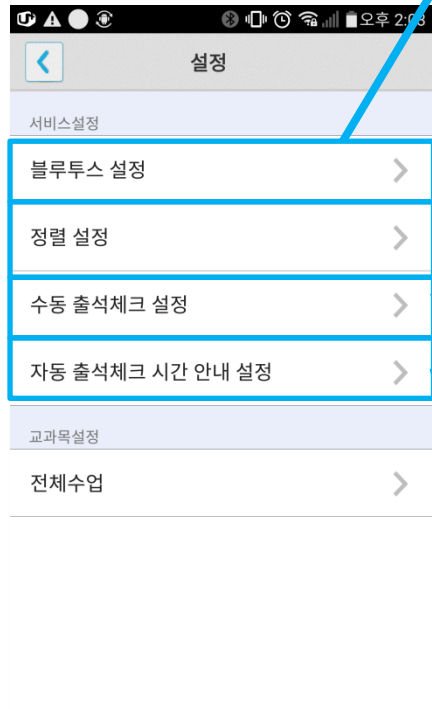 오후 2:03
설정
서비스설정
블루투스 설정
정렬 설정
수동 출석체크 설정
자동 출석체크 시간 안내 설정
교과목설정
전체수업